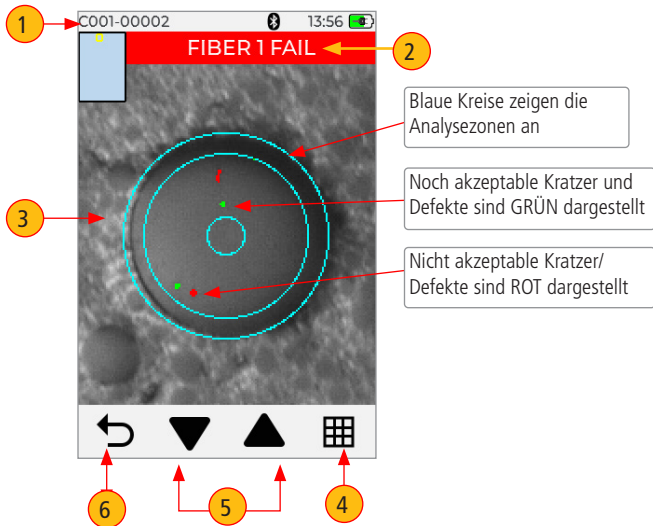 1
C001-00002
13:56
FIBER 1 FAIL
2
Blaue Kreise zeigen die
Analysezonen an
Noch akzeptable Kratzer und
Defekte sind GRÜN dargestellt
3
Nicht akzeptable Kratzer/
Defekte sind ROT dargestellt
6
5
4